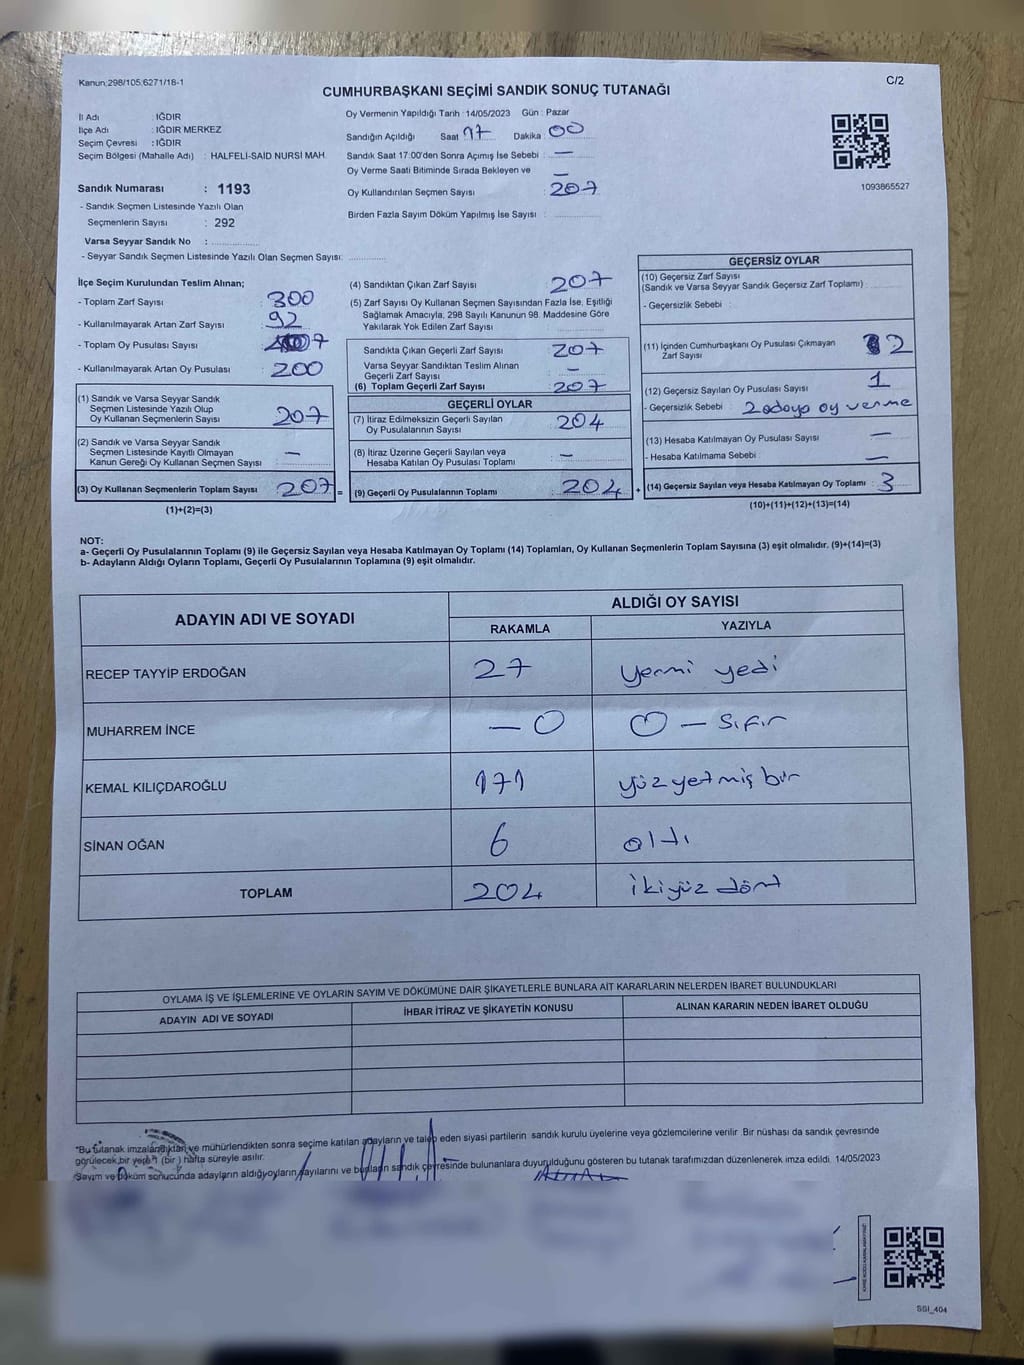 Kanun:298/105,6271/18-1
C/2
CUMHURBAŞKANI SEÇİMİ SANDIK SONUÇ TUTANAĞI
İl Adı : IĞDIR
İlçe Adı : IĞDIR MERKEZ
Seçim Çevresi : IĞDIR
Seçim Bölgesi (Mahalle Adı) : HALFELİ-SAİD NURSİ MAH.
Sandık Numarası : 1193
- Sandık Seçmen Listesinde Yazılı Olan
Seçmenlerin Sayısı : 292
Varsa Seyyar Sandık No :
- Seyyar Sandık Seçmen Listesinde Yazılı Olan Seçmen Sayısı:
Oy Vermenin Yapıldığı Tarih : 14/05/2023 Gün : Pazar
Sandığın Açıldığı Saat 17 Dakika : 00
Sandık Saat 17:00'den Sonra Açımış İse Sebebi : —
Oy Verme Saati Bitiminde Sırada Bekleyen ve —
Oy Kullandırılan Seçmen Sayısı : 207
Birden Fazla Sayım Döküm Yapılmış İse Sayısı :
1093865527
İlçe Seçim Kurulundan Teslim Alınan;
- Toplam Zarf Sayısı : 300
- Kullanılmayarak Artan Zarf Sayısı : 92
- Toplam Oy Pusulası Sayısı :
- Kullanılmayarak Artan Oy Pusulası : 200
(1) Sandık ve Varsa Seyyar Sandık
Seçmen Listesinde Yazılı Olup
Oy Kullanan Seçmenlerin Sayısı : 207
(2) Sandık ve Varsa Seyyar Sandık
Seçmen Listesinde Kayıtlı Olmayan
Kanun Gereği Oy Kullanan Seçmen Sayısı : —
(3) Oy Kullanan Seçmenlerin Toplam Sayısı : 207 =
(1)+(2)=(3)
(4) Sandıktan Çıkan Zarf Sayısı : 207
(5) Zarf Sayısı Oy Kullanan Seçmen Sayısından Fazla İse, Eşitliği
Sağlamak Amacıyla, 298 Sayılı Kanunun 98. Maddesine Göre
Yakılarak Yok Edilen Zarf Sayısı :
Sandıkta Çıkan Geçerli Zarf Sayısı : 207
Varsa Seyyar Sandıktan Teslim Alınan
Geçerli Zarf Sayısı : —
(6) Toplam Geçerli Zarf Sayısı : 207
GEÇERLİ OYLAR
(7) İtiraz Edilmeksizin Geçerli Sayılan
Oy Pusulalarının Sayısı : 204
(8) İtiraz Üzerine Geçerli Sayılan veya
Hesaba Katılan Oy Pusulası Toplamı : —
(9) Geçerli Oy Pusulalarının Toplamı : 204 +
GEÇERSİZ OYLAR
(10) Geçersiz Zarf Sayısı
(Sandık ve Varsa Seyyar Sandık Geçersiz Zarf Toplamı) :
- Geçersizlik Sebebi :
(11) İçinden Cumhurbaşkanı Oy Pusulası Çıkmayan
Zarf Sayısı : 2
(12) Geçersiz Sayılan Oy Pusulası Sayısı : 1
- Geçersizlik Sebebi : 2 adaya oy verme
(13) Hesaba Katılmayan Oy Pusulası Sayısı : —
- Hesaba Katılmama Sebebi : —
(14) Geçersiz Sayılan veya Hesaba Katılmayan Oy Toplamı : 3
(10)+(11)+(12)+(13)=(14)
NOT:
a- Geçerli Oy Pusulalarının Toplamı (9) ile Geçersiz Sayılan veya Hesaba Katılmayan Oy Toplamı (14) Toplamları, Oy Kullanan Seçmenlerin Toplam Sayısına (3) eşit olmalıdır. (9)+(14)=(3)
b- Adayların Aldığı Oyların Toplamı, Geçerli Oy Pusulalarının Toplamına (9) eşit olmalıdır.
ADAYIN ADI VE SOYADI ALDIĞI OY SAYISI
RAKAMLA YAZIYLA
RECEP TAYYİP ERDOĞAN 27 yermi yedi
MUHARREM İNCE — 0 0 — Sıfır
KEMAL KILIÇDAROĞLU 171 yüz yetmiş bir
SİNAN OĞAN 6 altı
TOPLAM 204 ikiyüz dört
OYLAMA İŞ VE İŞLEMLERİNE VE OYLARIN SAYIM VE DÖKÜMÜNE DAİR ŞİKAYETLERLE BUNLARA AİT KARARLARIN NELERDEN İBARET BULUNDUKLARI
ADAYIN ADI VE SOYADI İHBAR İTİRAZ VE ŞİKAYETİN KONUSU ALINAN KARARIN NEDEN İBARET OLDUĞU
"Bu tutanak imzalandıktan ve mühürlendikten sonra seçime katılan adayların ve talep eden siyasi partilerin sandık kurulu üyelerine veya gözlemcilerine verilir. Bir nüshası da sandık çevresinde
görülecek bir yere (bir) hafta süreyle asılır.
Sayım ve döküm sonucunda adayların aldığı oyların sayılarını ve bunların sandık çevresinde bulunanlara duyurulduğunu gösteren bu tutanak tarafımızdan düzenlenerek imza edildi. 14/05/2023
SGI_404